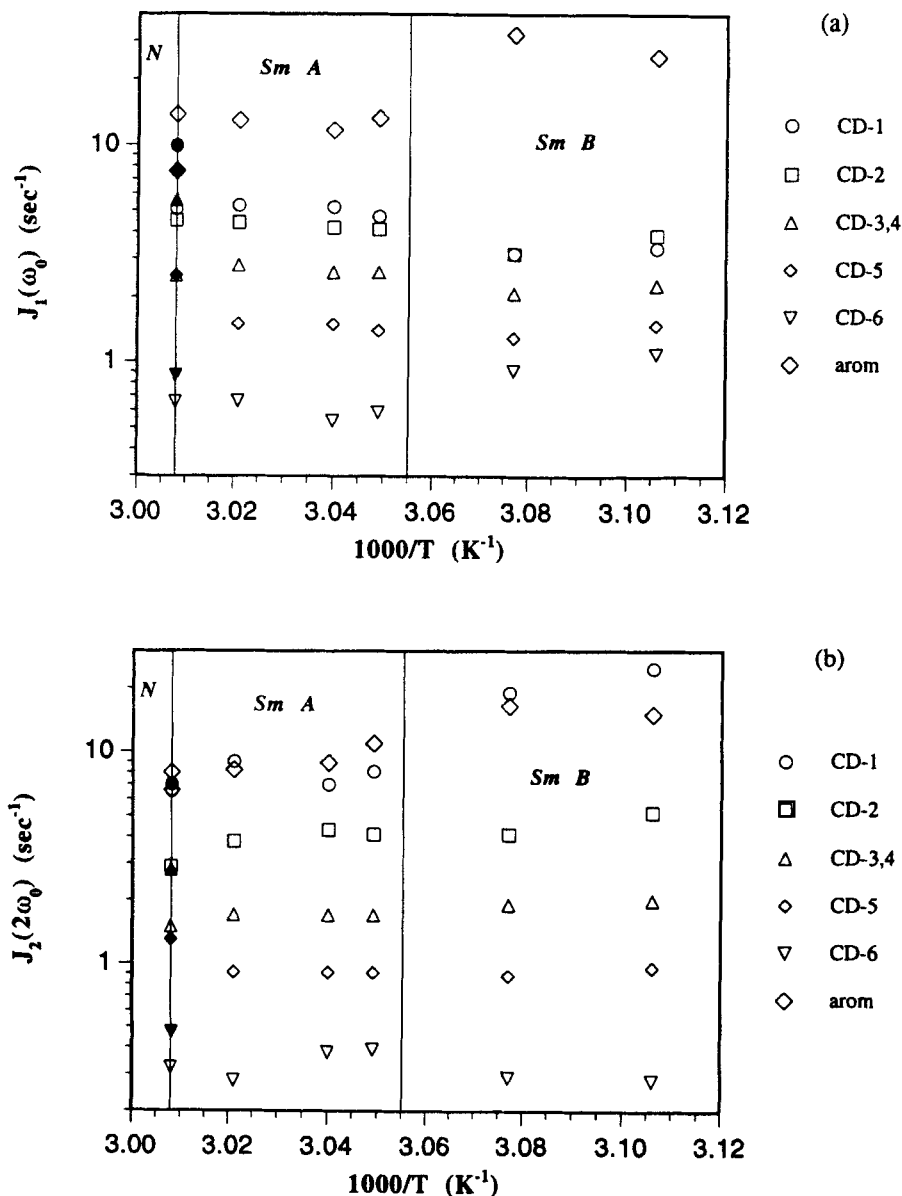 (a)
N
Sm A
Sm B
10
1
J₁(ω₀) (sec⁻¹)
3.00 3.02 3.04 3.06 3.08 3.10 3.12
1000/T (K⁻¹)
CD-1
CD-2
CD-3,4
CD-5
CD-6
arom
(b)
N
Sm A
Sm B
10
1
J₂(2ω₀) (sec⁻¹)
3.00 3.02 3.04 3.06 3.08 3.10 3.12
1000/T (K⁻¹)
CD-1
CD-2
CD-3,4
CD-5
CD-6
arom